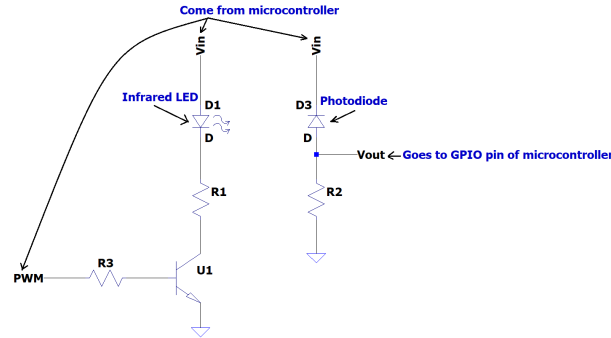 Come from microcontroller
Vin
Vin
Infrared LED
D1
D
D3
Photodiode
D
Vout
Goes to GPIO pin of microcontroller
R1
R2
R3
U1
PWM